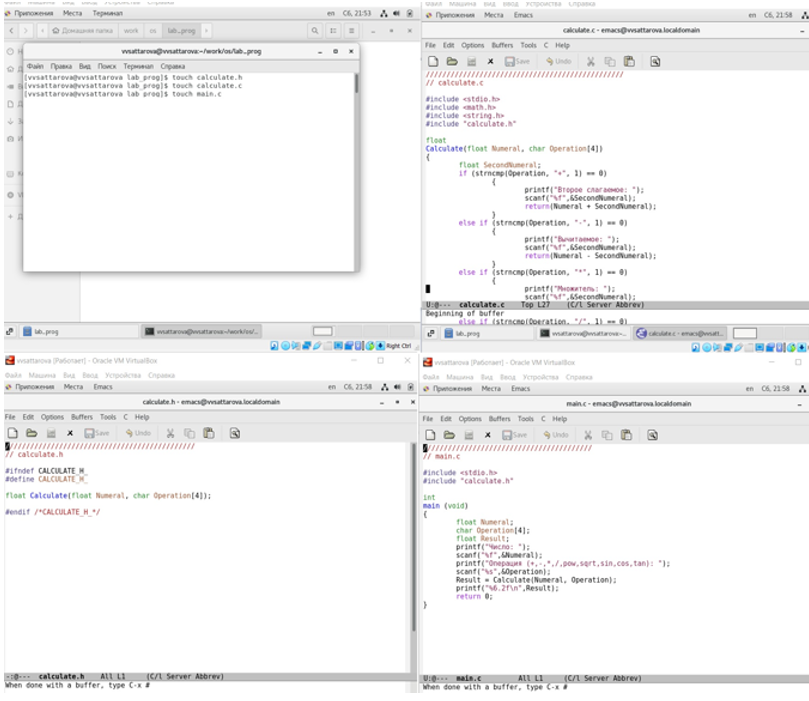 Приложения Места Терминал en Сб, 21:53
Домашняя папка work os lab_prog
vvsattarova@vvsattarova:~/work/os/lab_prog
Файл Правка Вид Поиск Терминал Справка
[vvsattarova@vvsattarova lab_prog]$ touch calculate.h
[vvsattarova@vvsattarova lab_prog]$ touch calculate.c
[vvsattarova@vvsattarova lab_prog]$ touch main.c
lab_prog vvsattarova@vvsattarova:~/work/os/...
Right Ctrl
Файл Машина Вид Ввод Устройства Справка
Приложения Места Emacs en Сб, 21:58
calculate.c - emacs@vvsattarova.localdomain
File Edit Options Buffers Tools C Help
Save Undo
////////////////////////////////////////////////
// calculate.c
#include <stdio.h>
#include <math.h>
#include <string.h>
#include "calculate.h"
float
Calculate(float Numeral, char Operation[4])
{
float SecondNumeral;
if (strncmp(Operation, "+", 1) == 0)
{
printf("Второе слагаемое: ");
scanf("%f",&SecondNumeral);
return(Numeral + SecondNumeral);
}
else if (strncmp(Operation, "-", 1) == 0)
{
printf("Вычитаемое: ");
scanf("%f",&SecondNumeral);
return(Numeral - SecondNumeral);
}
else if (strncmp(Operation, "*", 1) == 0)
{
printf("Множитель: ");
scanf("%f",&SecondNumeral);
U:@--- calculate.c Top L27 (C/l Server Abbrev)
Beginning of buffer
else if (strncmp(Operation, "/", 1) == 0)
lab_prog vvsattarova@vvsattarova:~... calculate.c - emacs@vvsatt...
vvsattarova [Работает] - Oracle VM VirtualBox
Файл Машина Вид Ввод Устройства Справка
Приложения Места Emacs en Сб, 21:58
calculate.h - emacs@vvsattarova.localdomain
File Edit Options Buffers Tools C Help
Save Undo
////////////////////////////////////////////////
// calculate.h
#ifndef CALCULATE_H_
#define CALCULATE_H_
float Calculate(float Numeral, char Operation[4]);
#endif /*CALCULATE_H_*/
-:@--- calculate.h All L1 (C/l Server Abbrev)
When done with a buffer, type C-x #
vvsattarova [Работает] - Oracle VM VirtualBox
Файл Машина Вид Ввод Устройства Справка
Приложения Места Emacs en Сб, 21:58
main.c - emacs@vvsattarova.localdomain
File Edit Options Buffers Tools C Help
Save Undo
////////////////////////////////////////
// main.c
#include <stdio.h>
#include "calculate.h"
int
main (void)
{
float Numeral;
char Operation[4];
float Result;
printf("Число: ");
scanf("%f",&Numeral);
printf("Операция (+,-,*,/,pow,sqrt,sin,cos,tan): ");
scanf("%s",&Operation);
Result = Calculate(Numeral, Operation);
printf("%6.2f\n",Result);
return 0;
}
U:@--- main.c All L1 (C/l Server Abbrev)
When done with a buffer, type C-x #